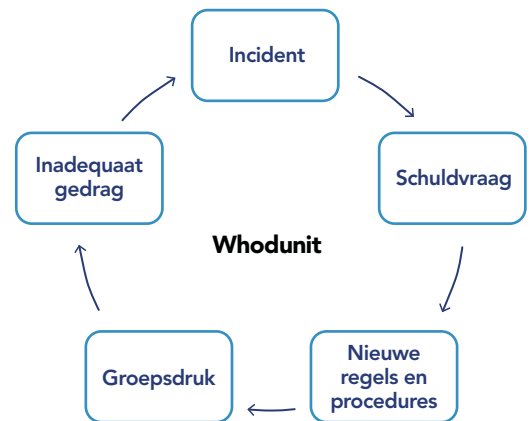 Incident
Schuldvraag
Nieuwe
regels en
procedures
Groepsdruk
Inadequaat
gedrag
Whodunit